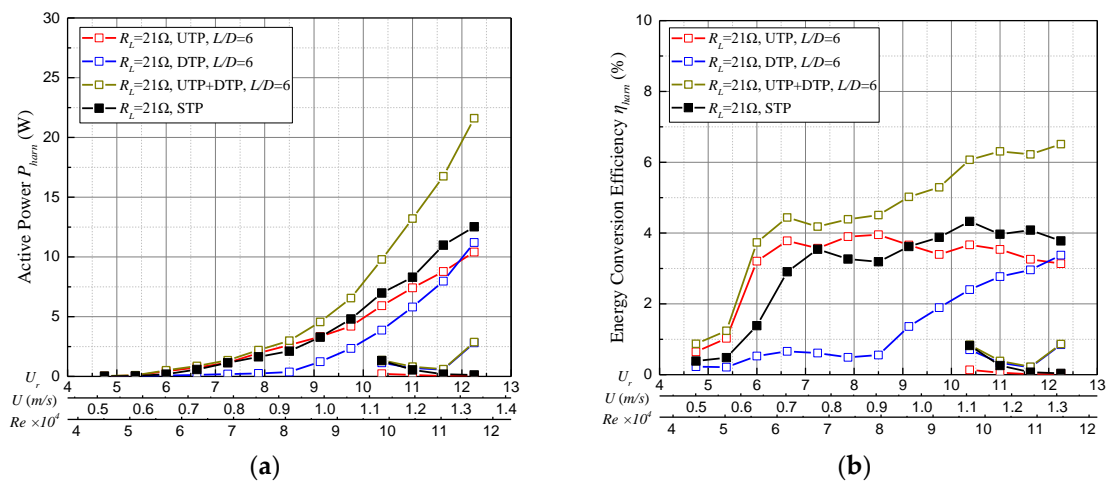 30
25
20
15
10
5
0
Active Power P_harn (W)
R_L=21Ω, UTP, L/D=6
R_L=21Ω, DTP, L/D=6
R_L=21Ω, UTP+DTP, L/D=6
R_L=21Ω, STP
U_r
4 5 6 7 8 9 10 11 12 13
U (m/s)
0.5 0.6 0.7 0.8 0.9 1.0 1.1 1.2 1.3 1.4
Re ×10⁴
4 5 6 7 8 9 10 11 12
(a)
10
8
6
4
2
0
Energy Conversion Efficiency η_harn (%)
R_L=21Ω, UTP, L/D=6
R_L=21Ω, DTP, L/D=6
R_L=21Ω, UTP+DTP, L/D=6
R_L=21Ω, STP
U_r
4 5 6 7 8 9 10 11 12 13
U (m/s)
0.5 0.6 0.7 0.8 0.9 1.0 1.1 1.2 1.3
Re ×10⁴
4 5 6 7 8 9 10 11 12
(b)